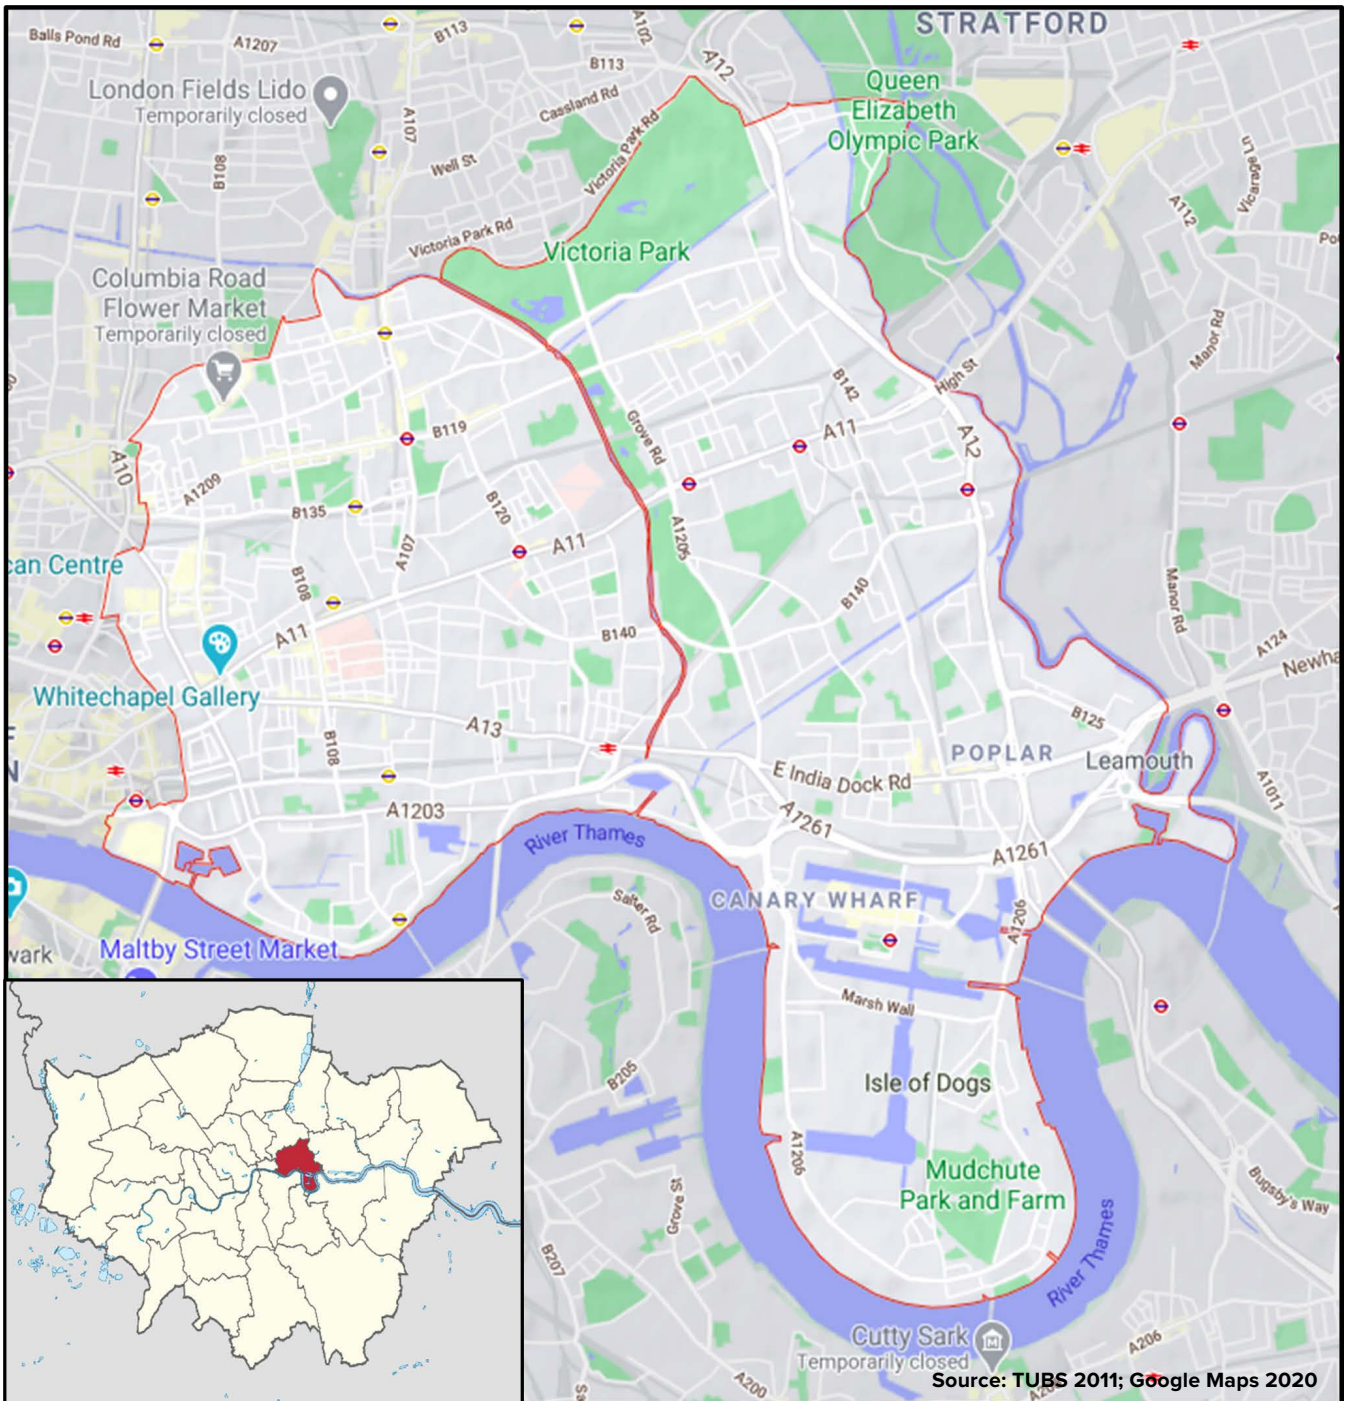 STRATFORD
Balls Pond Rd
A1207
B113
A102
A12
B113
London Fields Lido
Temporarily closed
Cassland Rd
A107
Queen
Elizabeth
Olympic Park
Victoria Park Rd
Well St
B108
Vicarage Ln
A112
Victoria Park Rd
Victoria Park
Columbia Road
Flower Market
Temporarily closed
Manor Rd
High St
B142
Grove Rd
B119
A11
A12
A10
A1209
B135
B120
A1205
A107
A11
can Centre
B108
B140
Manor Rd
A11
B140
A124
Newha
Whitechapel Gallery
A13
B108
B125
POPLAR
Leamouth
N
E India Dock Rd
A1011
A1203
A1261
River Thames
A1261
CANARY WHARF
Salter Rd
A1206
wark
Maltby Street Market
Marsh Wall
B205
Isle of Dogs
A1206
Mudchute
Park and Farm
Grove St
Bugsby's Way
River Thames
B207
Cutty Sark
Temporarily closed
A206
A200
Source: TUBS 2011; Google Maps 2020